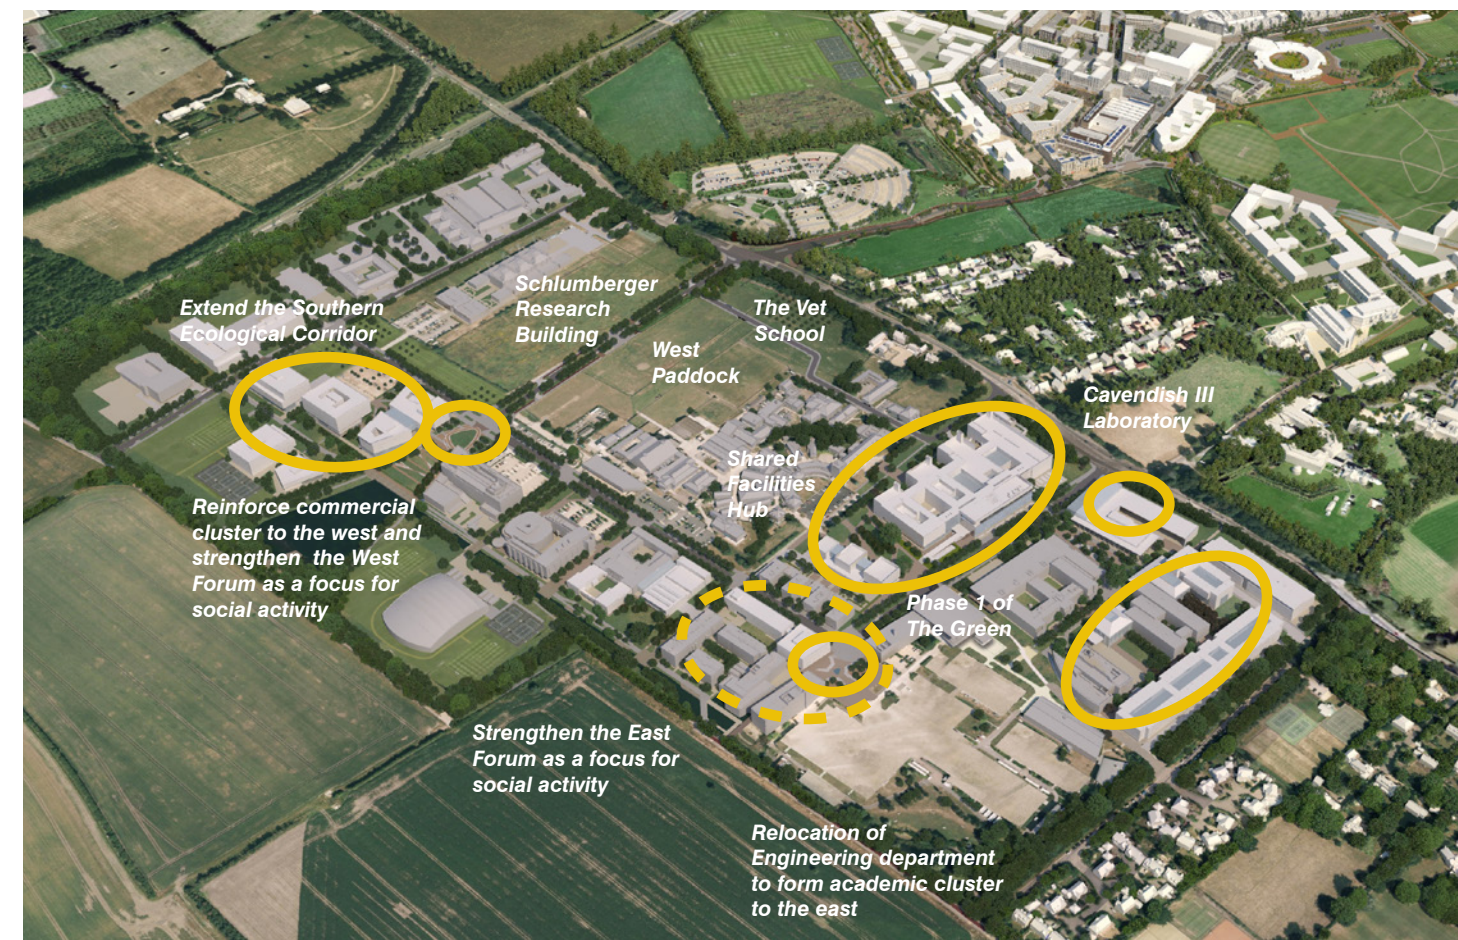 Schlumberger
Research
Building
Extend the Southern
Ecological Corridor
The Vet
School
West
Paddock
Cavendish III
Laboratory
Shared
Facilities
Hub
Reinforce commercial
cluster to the west and
strengthen the West
Forum as a focus for
social activity
Phase 1 of
The Green
Strengthen the East
Forum as a focus for
social activity
Relocation of
Engineering department
to form academic cluster
to the east